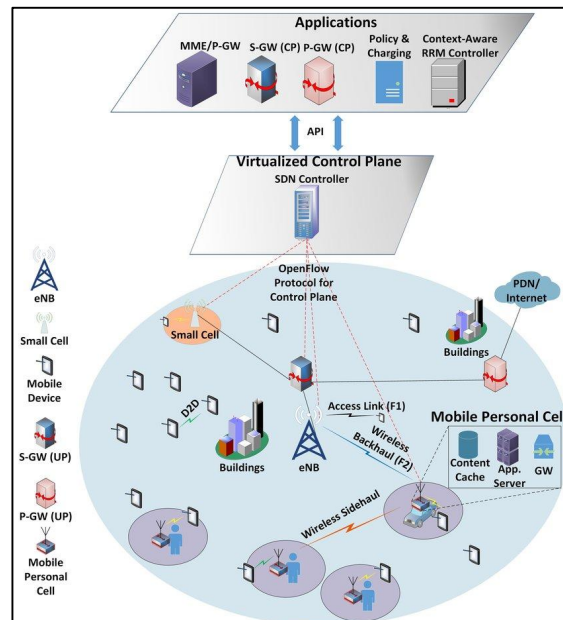 Applications
MME/P-GW
S-GW (CP)
P-GW (CP)
Policy &
Charging
Context-Aware
RRM Controller
API
Virtualized Control Plane
SDN Controller
OpenFlow
Protocol for
Control Plane
PDN/
Internet
eNB
Small Cell
Mobile
Device
S-GW (UP)
P-GW (UP)
Mobile
Personal
Cell
Small Cell
Buildings
D2D
Access Link (F1)
Buildings
eNB
Wireless
Backhaul (F2)
Mobile Personal Cell
Content
Cache
App.
Server
GW
Wireless Sidehaul